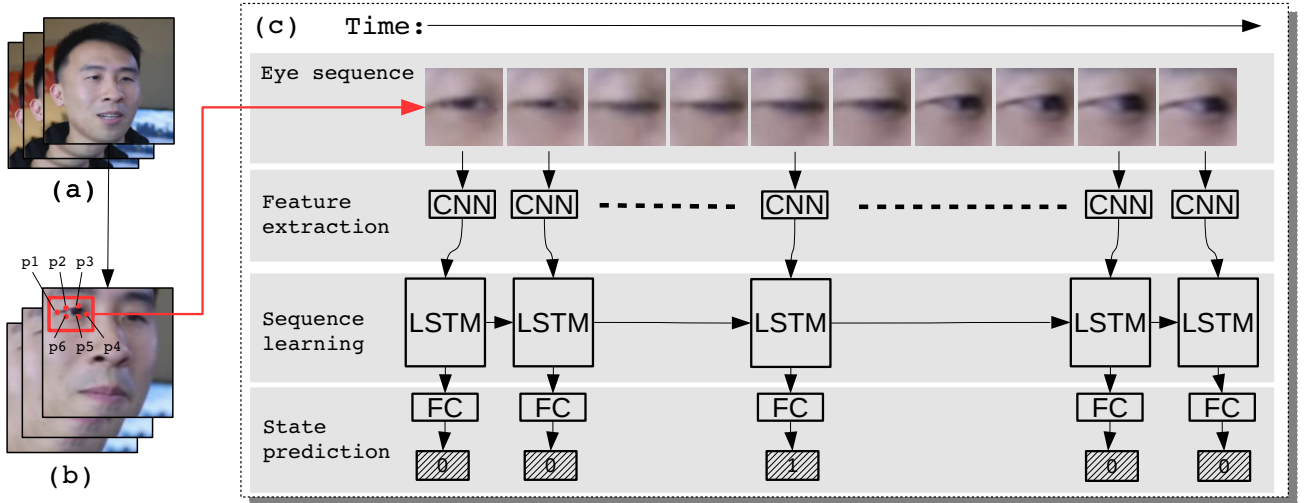 (a)
p1 p2 p3
p6 p5 p4
(b)
(c) Time:
Eye sequence
Feature
extraction
CNN CNN CNN CNN CNN
Sequence
learning
LSTM LSTM LSTM LSTM LSTM
State
prediction
FC FC FC FC FC
0 0 1 0 0